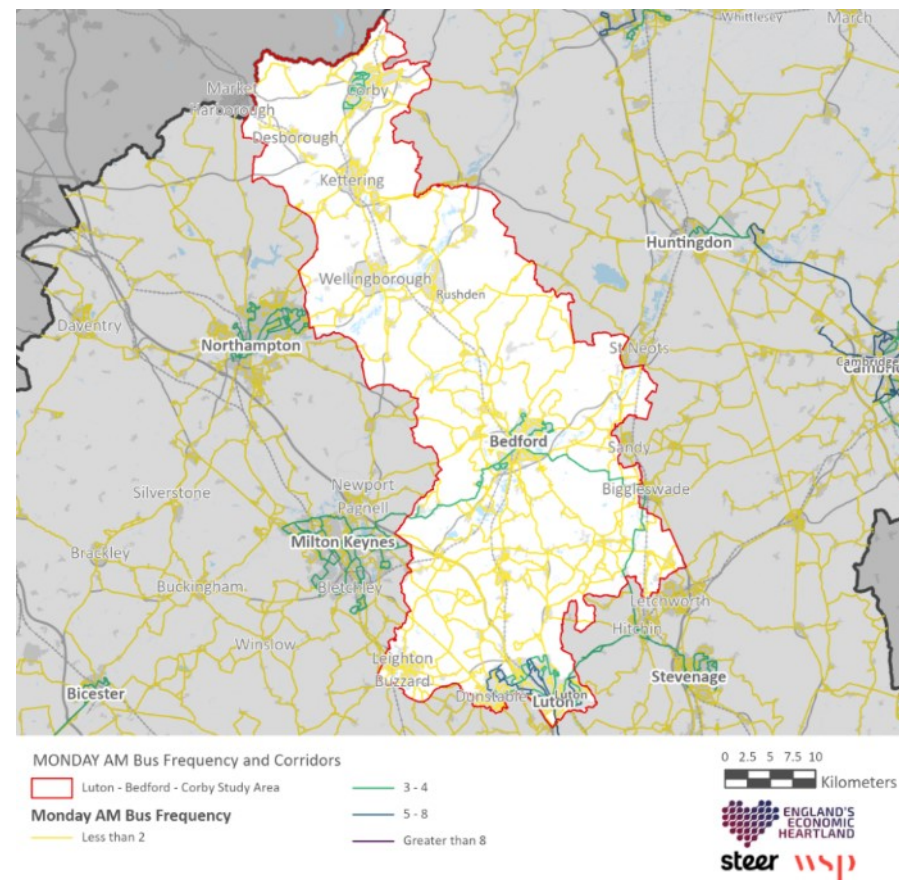 Whittlesey
March
Market
Harborough
Corby
Desborough
Kettering
Huntingdon
Wellingborough
Rushden
Daventry
Northampton
St Neots
Cambridge
Bedford
Sandy
Silverstone
Newport
Pagnell
Biggleswade
Milton Keynes
Brackley
Buckingham
Bletchley
Letchworth
Hitchin
Winslow
Leighton
Buzzard
Stevenage
Bicester
Dunstable
Luton
Luton
MONDAY AM Bus Frequency and Corridors
Luton - Bedford - Corby Study Area
Monday AM Bus Frequency
Less than 2
3 - 4
5 - 8
Greater than 8
0 2.5 5 7.5 10
Kilometers
ENGLAND'S
ECONOMIC
HEARTLAND
steer wsp